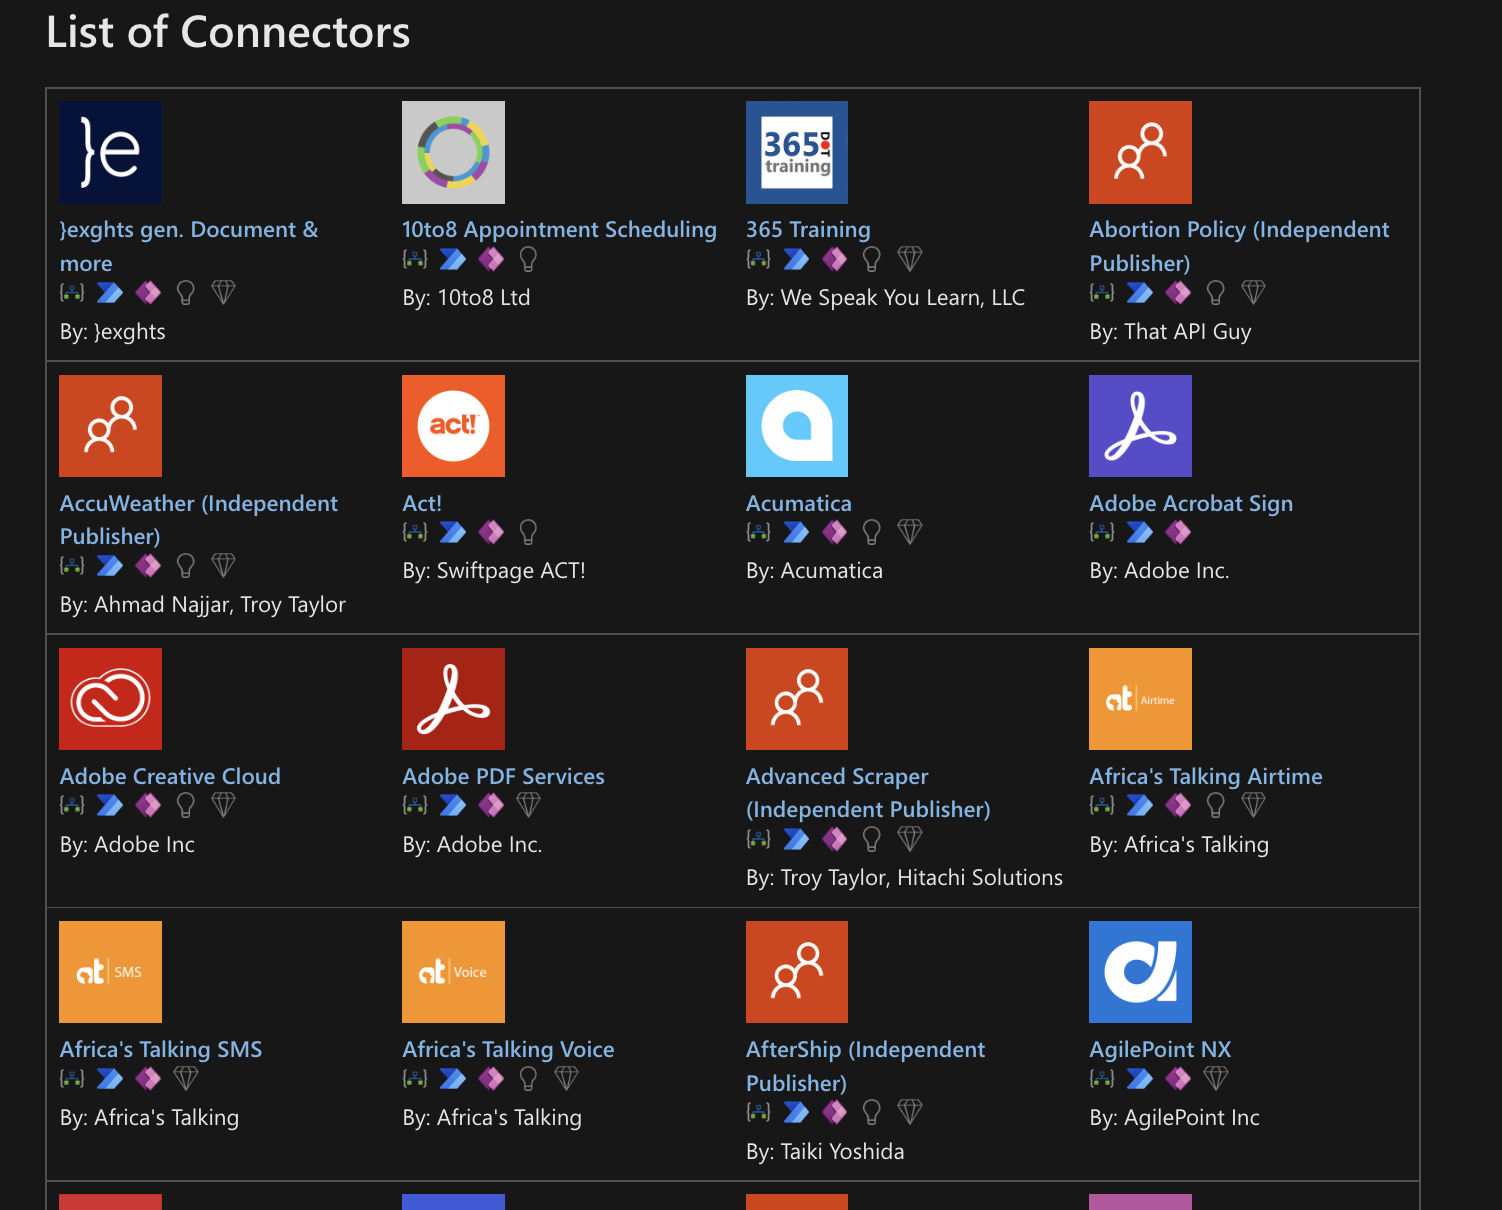 List of Connectors
}e
365 DOT
training
}exghts gen. Document &
more
By: }exghts
10to8 Appointment Scheduling
By: 10to8 Ltd
365 Training
By: We Speak You Learn, LLC
Abortion Policy (Independent
Publisher)
By: That API Guy
act!
AccuWeather (Independent
Publisher)
By: Ahmad Najjar, Troy Taylor
Act!
By: Swiftpage ACT!
Acumatica
By: Acumatica
Adobe Acrobat Sign
By: Adobe Inc.
at Airtime
Adobe Creative Cloud
By: Adobe Inc
Adobe PDF Services
By: Adobe Inc.
Advanced Scraper
(Independent Publisher)
By: Troy Taylor, Hitachi Solutions
Africa's Talking Airtime
By: Africa's Talking
at SMS
at Voice
Africa's Talking SMS
By: Africa's Talking
Africa's Talking Voice
By: Africa's Talking
AfterShip (Independent
Publisher)
By: Taiki Yoshida
AgilePoint NX
By: AgilePoint Inc